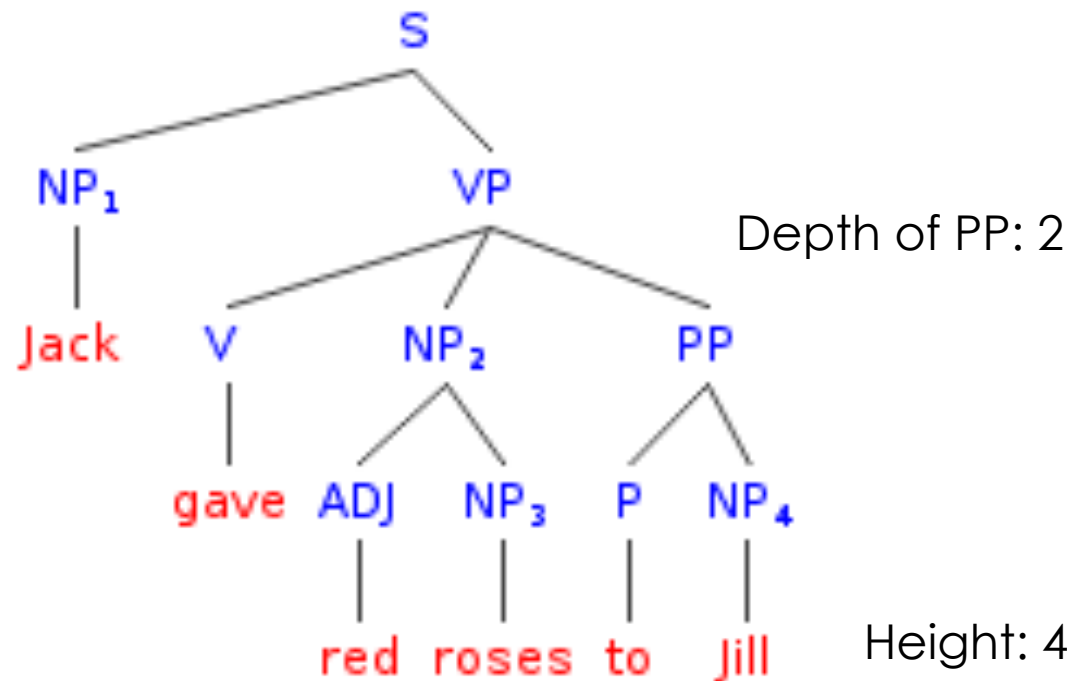 S
NP₁ VP
Depth of PP: 2
Jack V NP₂ PP
gave ADJ NP₃ P NP₄
red roses to Jill
Height: 4